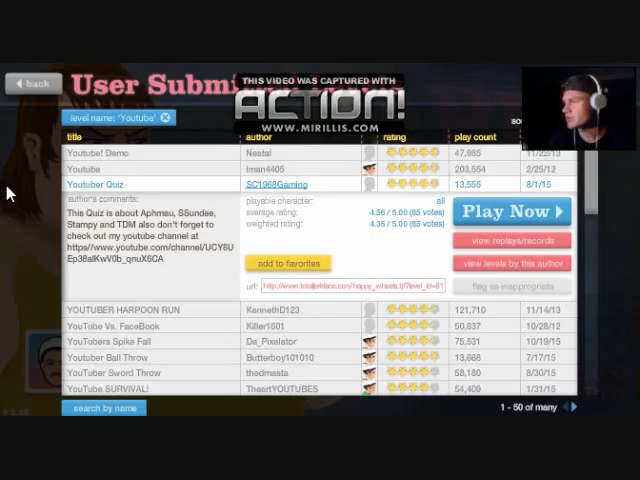 back
User Subm
THIS VIDEO WAS CAPTURED WITH
ACTION!
WWW.MIRILLIS.COM
level name: 'Youtube'
so
title author rating play count
Youtube! Demo Nestal 47,985 11/22/13
Youtube Iman4405 203,554 2/25/12
Youtuber Quiz SC1968Gaming 13,555 8/1/15
author's comments:
This Quiz is about Aphmau, SSundee,
Stampy and TDM also don't forget to
check out my youtube channel at
playable character: all
average rating: 4.56 / 5.00 (85 votes)
weighted rating: 4.35 / 5.00 (85 votes)
Play Now
view replays/records
add to favorites
view levels by this author
url:
flag as inappropriate
YOUTUBER HARPOON RUN KennethD123 121,710 11/14/13
YouTube Vs. FaceBook Killer1601 50,837 10/28/12
YouTubers Spike Fall Da_Pixelator 75,531 10/19/15
Youtuber Ball Throw Butterboy101010 13,668 7/17/15
YouTuber Sword Throw thedmasta 58,180 8/30/15
YouTube SURVIVAL! TheartYOUTUBES 54,409 1/31/15
search by name
1 - 50 of many